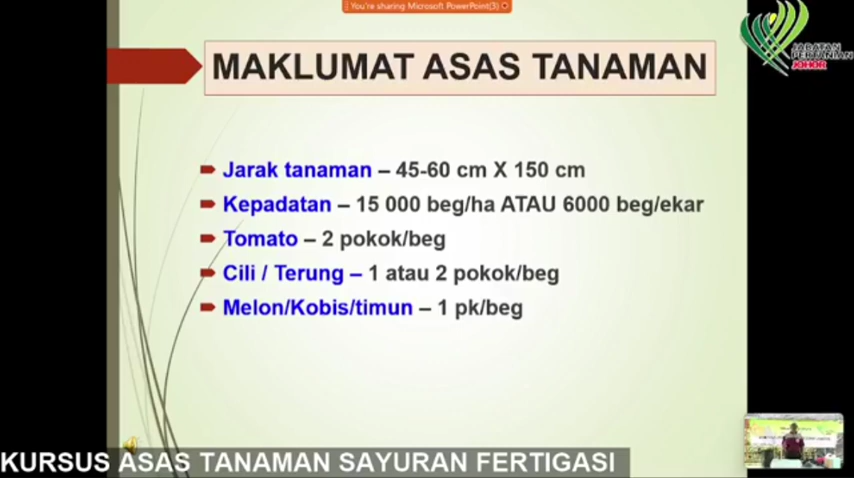 You're sharing Microsoft PowerPoint(3)
JABATAN
PERTANIAN
JOHOR
MAKLUMAT ASAS TANAMAN
Jarak tanaman – 45-60 cm X 150 cm
Kepadatan – 15 000 beg/ha ATAU 6000 beg/ekar
Tomato – 2 pokok/beg
Cili / Terung – 1 atau 2 pokok/beg
Melon/Kobis/timun – 1 pk/beg
KURSUS ASAS TANAMAN SAYURAN FERTIGASI